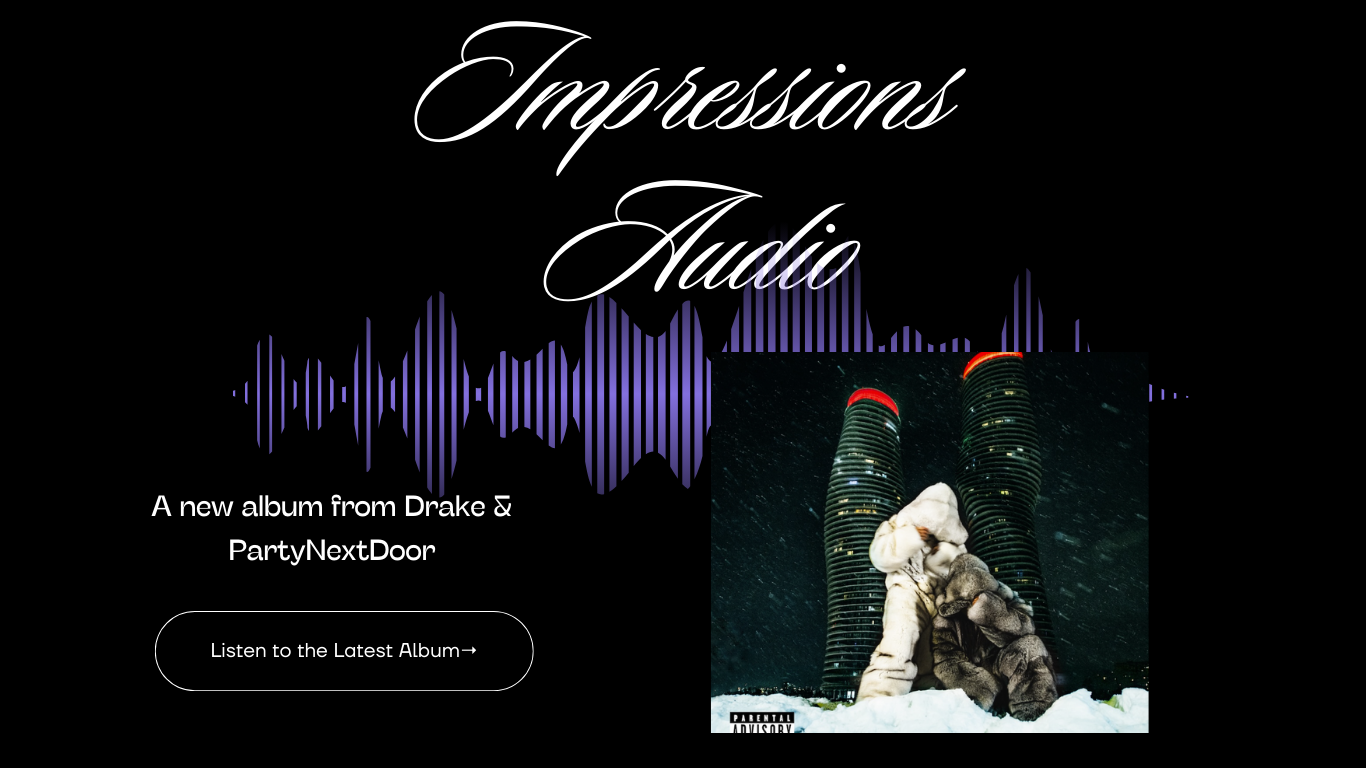 Impressions
Audio
A new album from Drake &
PartyNextDoor
Listen to the Latest Album→
PARENTAL
ADVISORY